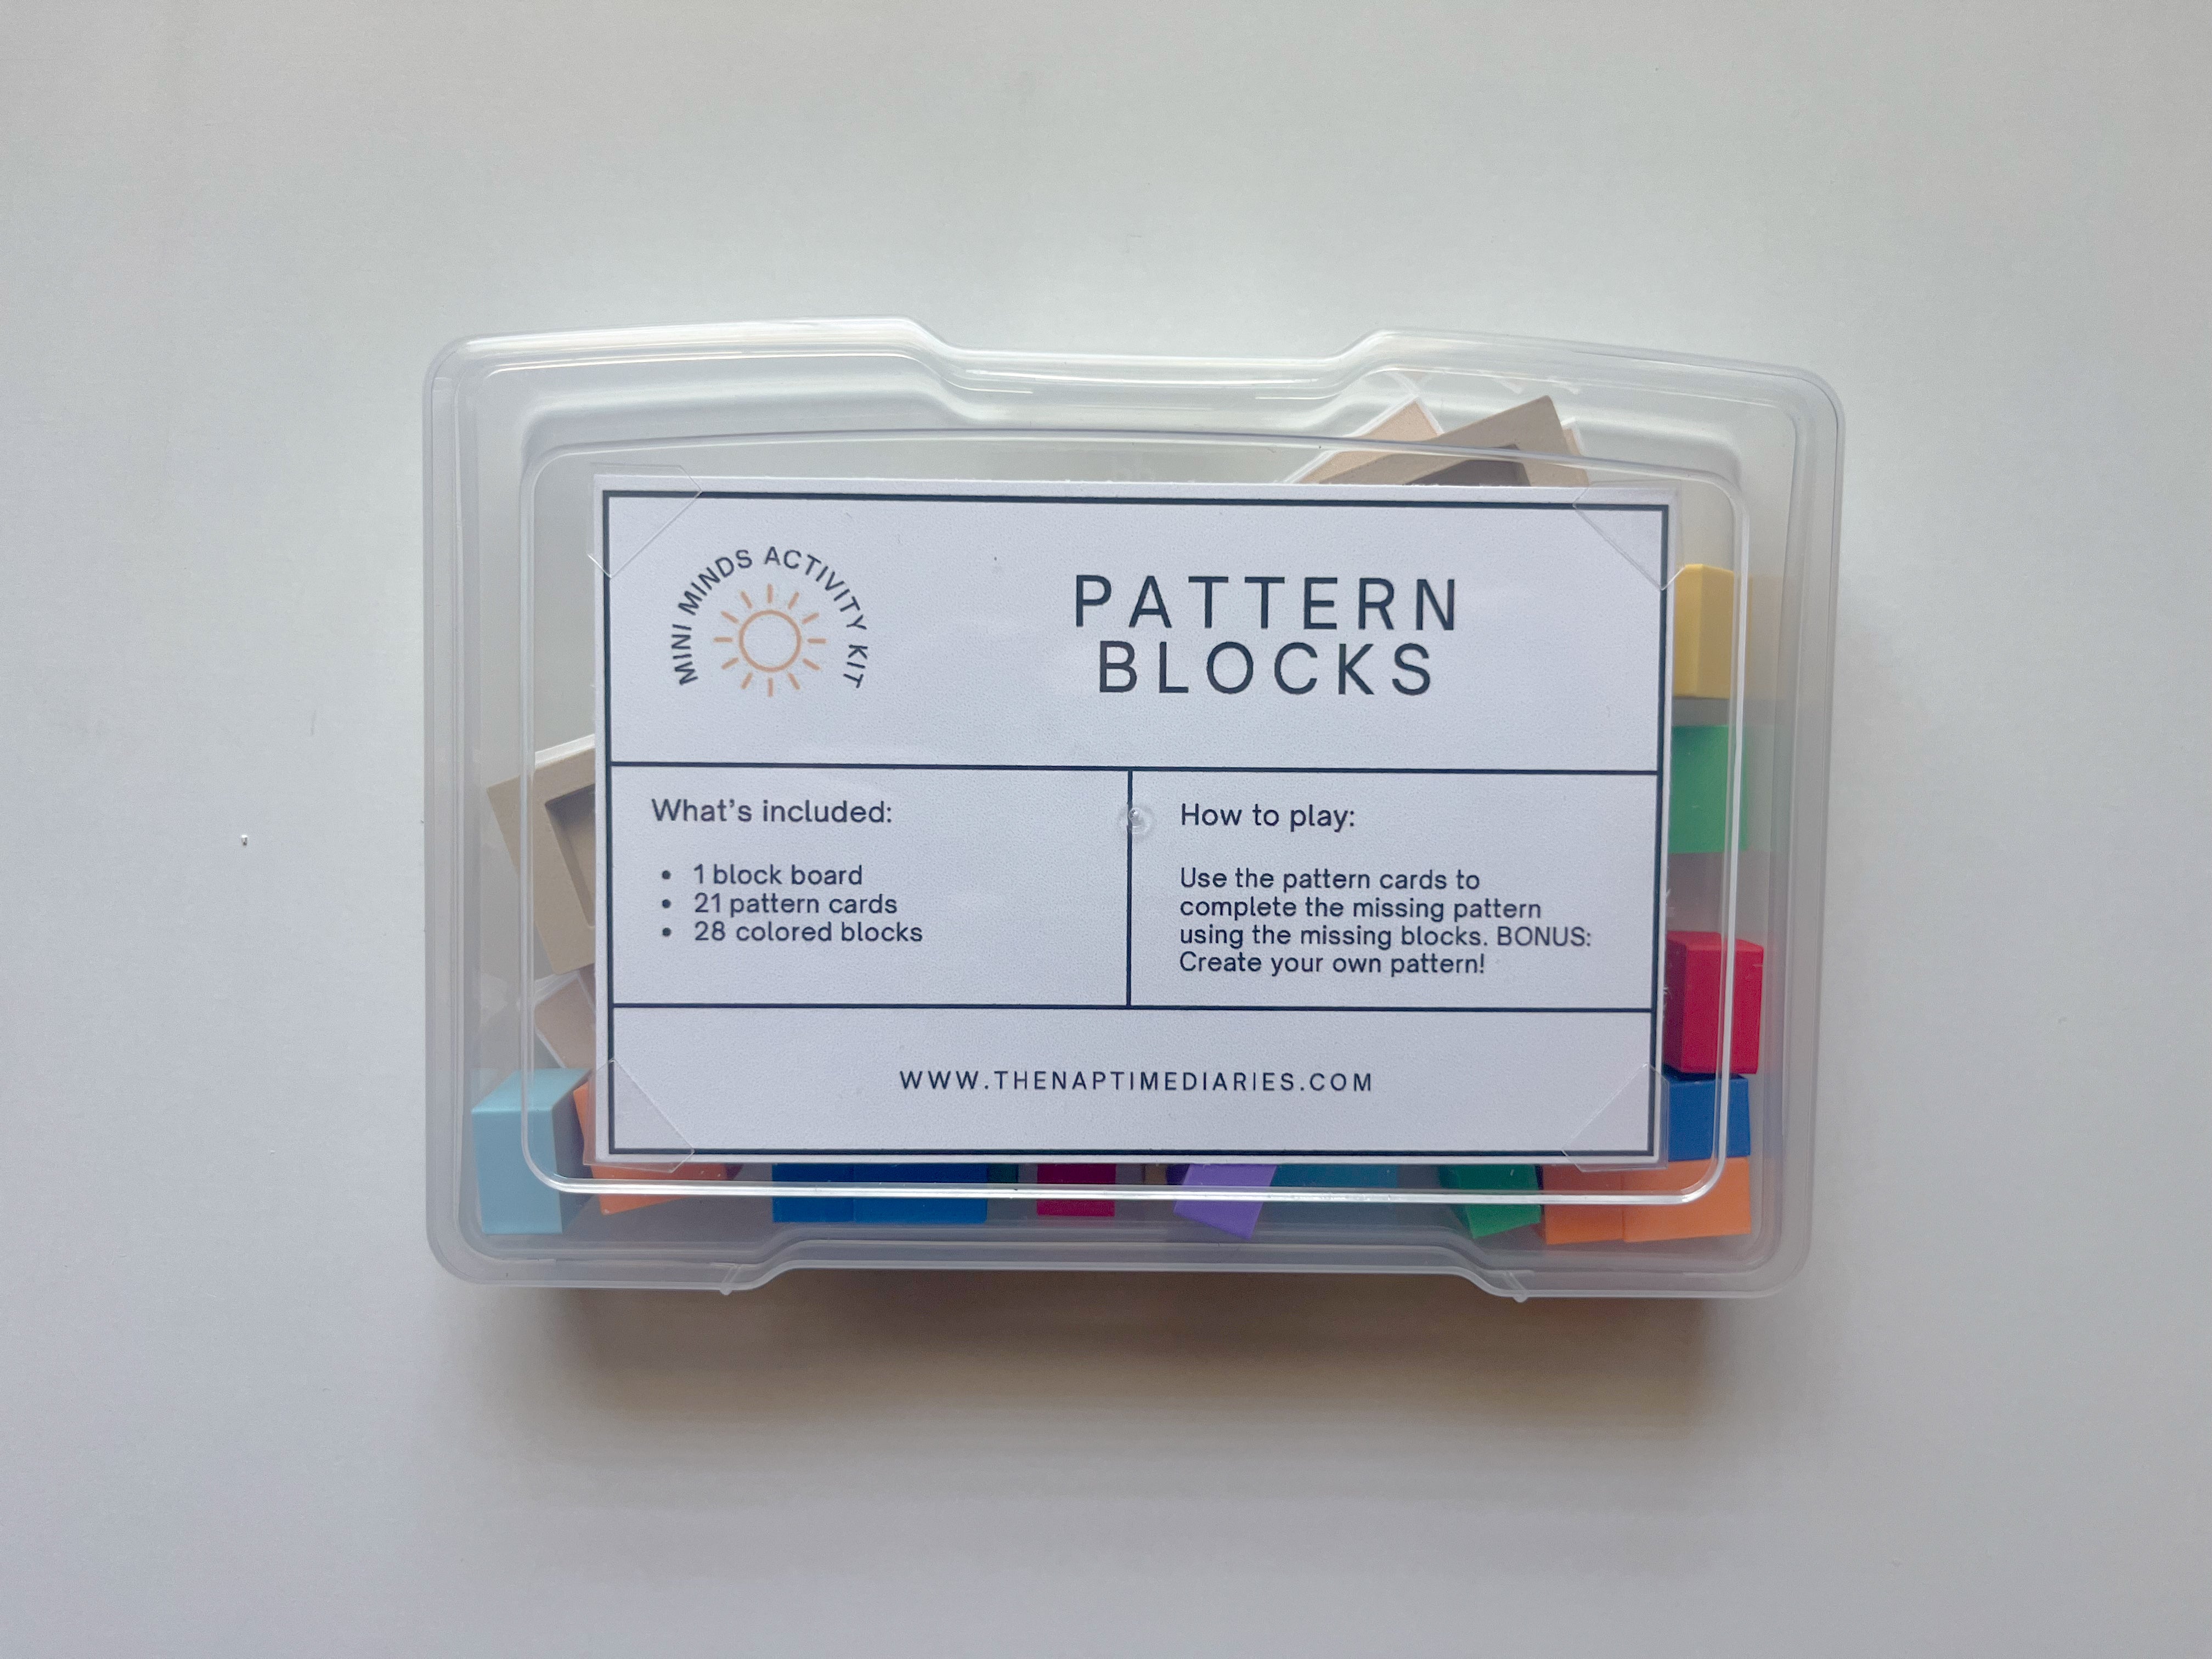 MINI MINDS ACTIVITY KIT
PATTERN
BLOCKS
What's included:
• 1 block board
• 21 pattern cards
• 28 colored blocks
How to play:
Use the pattern cards to
complete the missing pattern
using the missing blocks. BONUS:
Create your own pattern!
WWW.THENAPTIMEDIARIES.COM